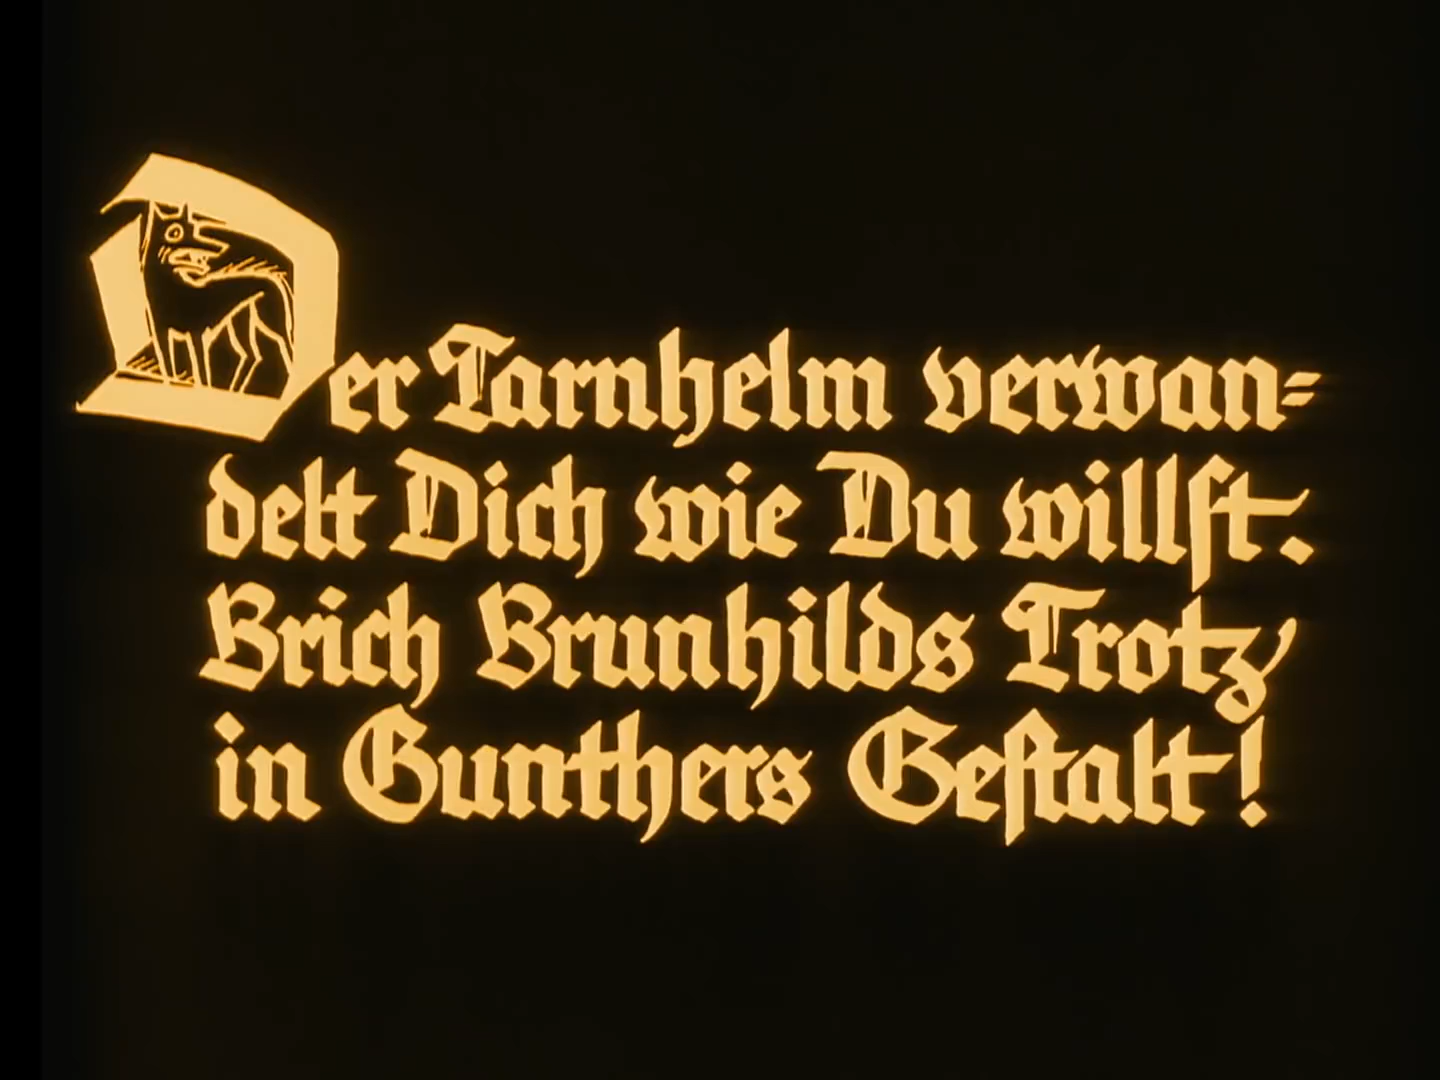 Der Tarnhelm verwan=
delt Dich wie Du willst.
Brich Brunhilds Trotz
in Gunthers Gestalt!